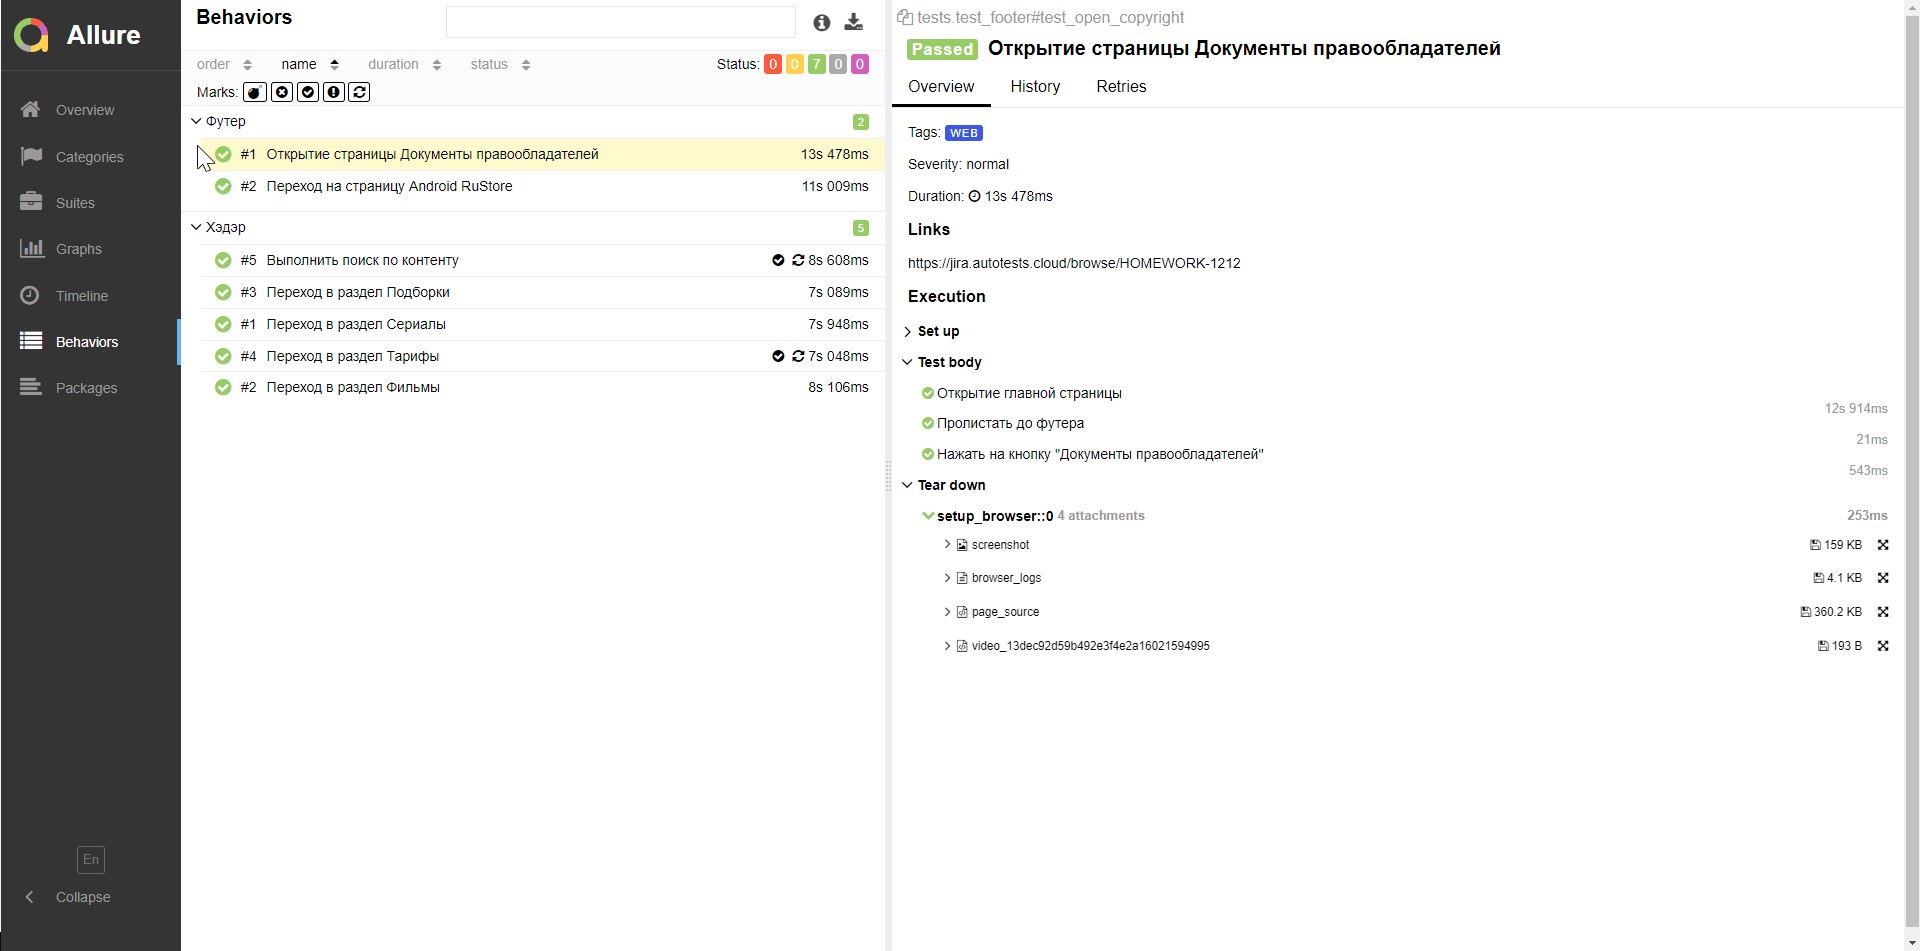 Allure
Overview
Categories
Suites
Graphs
Timeline
Behaviors
Packages
En
Collapse
Behaviors
order name duration status Status: 0 0 7 0 0
Marks:
Футер 2
#1 Открытие страницы Документы правообладателей 13s 478ms
#2 Переход на страницу Android RuStore 11s 009ms
Хэдэр 5
#5 Выполнить поиск по контенту 8s 608ms
#3 Переход в раздел Подборки 7s 089ms
#1 Переход в раздел Сериалы 7s 948ms
#4 Переход в раздел Тарифы 7s 048ms
#2 Переход в раздел Фильмы 8s 106ms
tests.test_footer#test_open_copyright
Passed Открытие страницы Документы правообладателей
Overview History Retries
Tags: WEB
Severity: normal
Duration: 13s 478ms
Links
https://jira.autotests.cloud/browse/HOMEWORK-1212
Execution
Set up
Test body
Открытие главной страницы
12s 914ms
Пролистать до футера
21ms
Нажать на кнопку "Документы правообладателей"
543ms
Tear down
setup_browser::0 4 attachments 253ms
screenshot 159 KB
browser_logs 4.1 KB
page_source 360.2 KB
video_13dec92d59b492e3f4e2a16021594995 193 B